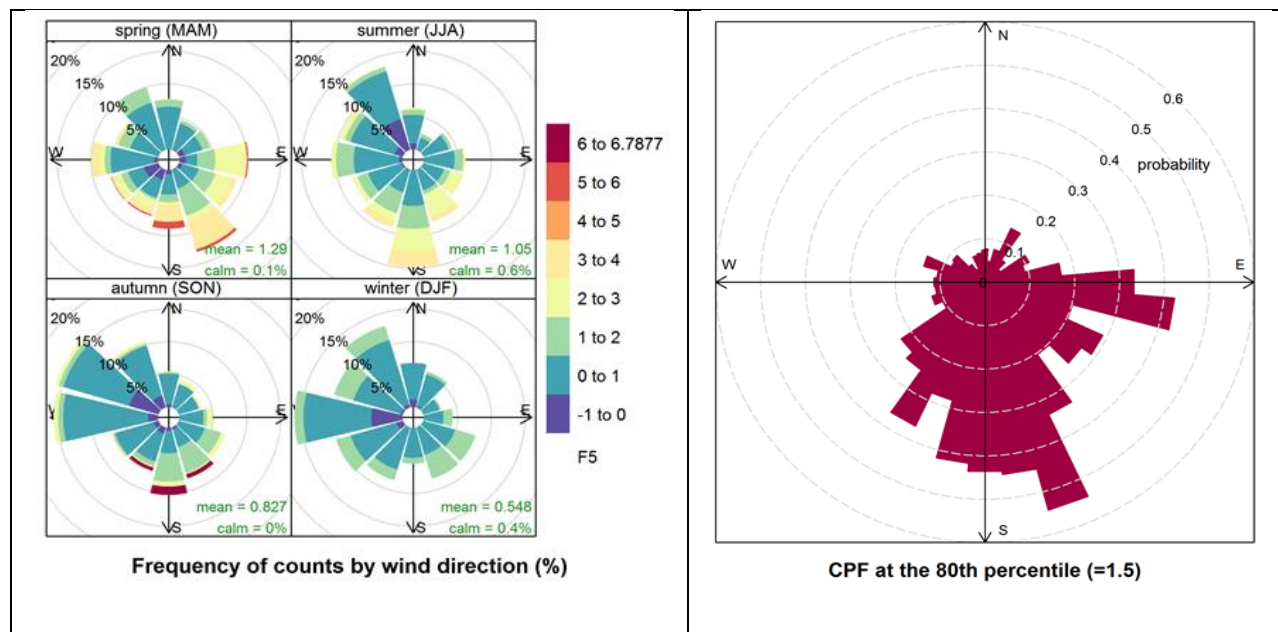 spring (MAM)
N
20%
15%
10%
5%
W
E
S
mean = 1.29
calm = 0.1%
summer (JJA)
N
20%
15%
10%
5%
W
E
S
mean = 1.05
calm = 0.6%
autumn (SON)
N
20%
15%
10%
5%
W
E
S
mean = 0.827
calm = 0%
winter (DJF)
N
20%
15%
10%
5%
E
S
mean = 0.548
calm = 0.4%
6 to 6.7877
5 to 6
4 to 5
3 to 4
2 to 3
1 to 2
0 to 1
-1 to 0
F5
Frequency of counts by wind direction (%)
N
0.6
0.5
0.4
probability
0.3
0.2
0.1
0
W
E
S
CPF at the 80th percentile (=1.5)